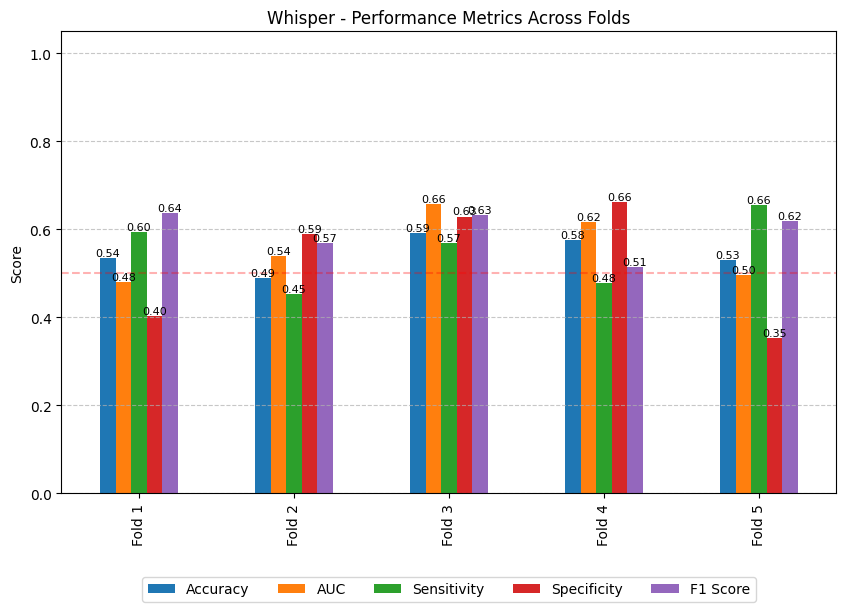 Whisper - Performance Metrics Across Folds
Score
1.0
0.8
0.6
0.4
0.2
0.0
0.54 0.48 0.60 0.40 0.64
0.49 0.54 0.45 0.59 0.57
0.59 0.66 0.57 0.63 0.63
0.58 0.62 0.48 0.66 0.51
0.53 0.50 0.66 0.35 0.62
Fold 1
Fold 2
Fold 3
Fold 4
Fold 5
Accuracy AUC Sensitivity Specificity F1 Score